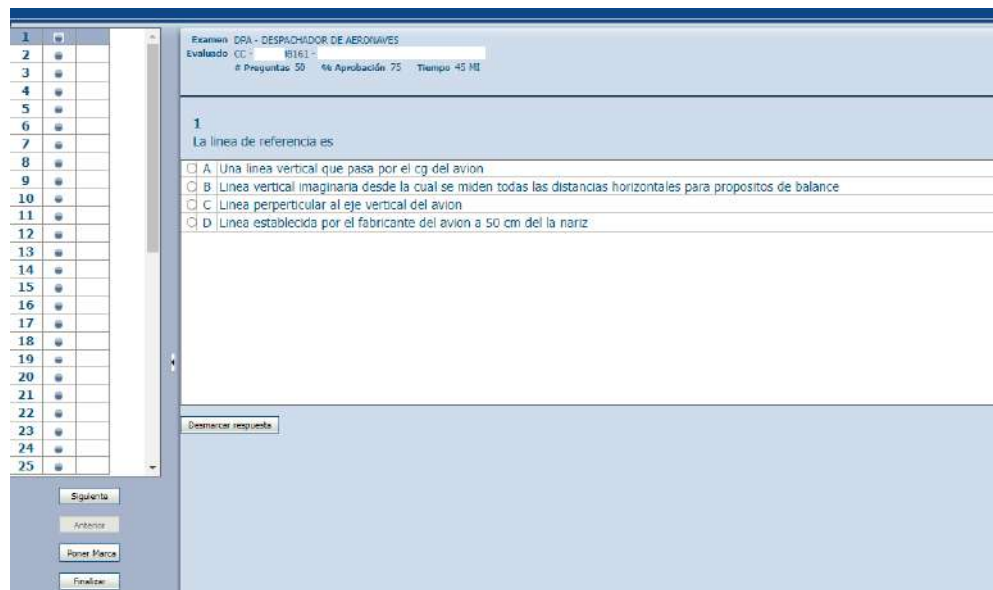 Examen DPA - DESPACHADOR DE AERONAVES
Evaluado CC - 8161 -
# Preguntas 50 % Aprobación 75 Tiempo 45 MI
1
La linea de referencia es
A Una linea vertical que pasa por el cg del avion
B Linea vertical imaginaria desde la cual se miden todas las distancias horizontales para propositos de balance
C Linea perperticular al eje vertical del avion
D Linea establecida por el fabricante del avion a 50 cm del la nariz
Desmarcar respuesta
1
2
3
4
5
6
7
8
9
10
11
12
13
14
15
16
17
18
19
20
21
22
23
24
25
Siguiente
Anterior
Poner Marca
Finalizar